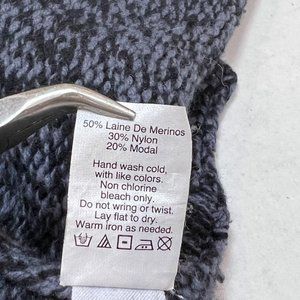 50% Laine De Merinos
30% Nylon
20% Modal
Hand wash cold,
with like colors.
Non chlorine
bleach only.
Do not wring or twist.
Lay flat to dry.
Warm iron as needed.